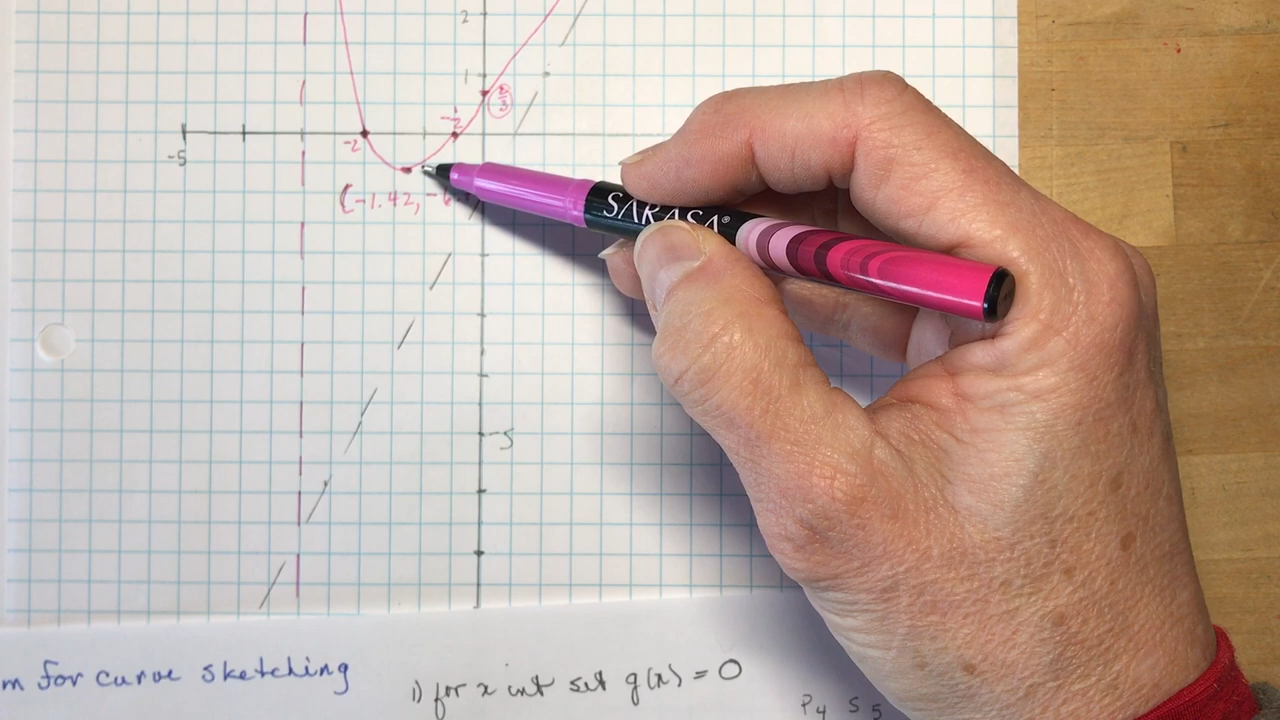 2
1
2/3
-1/2
-5
-2
(-1.42, -
SARASA®
-5
m for curve sketching
1) for x int set g(x) = 0
P4 S5